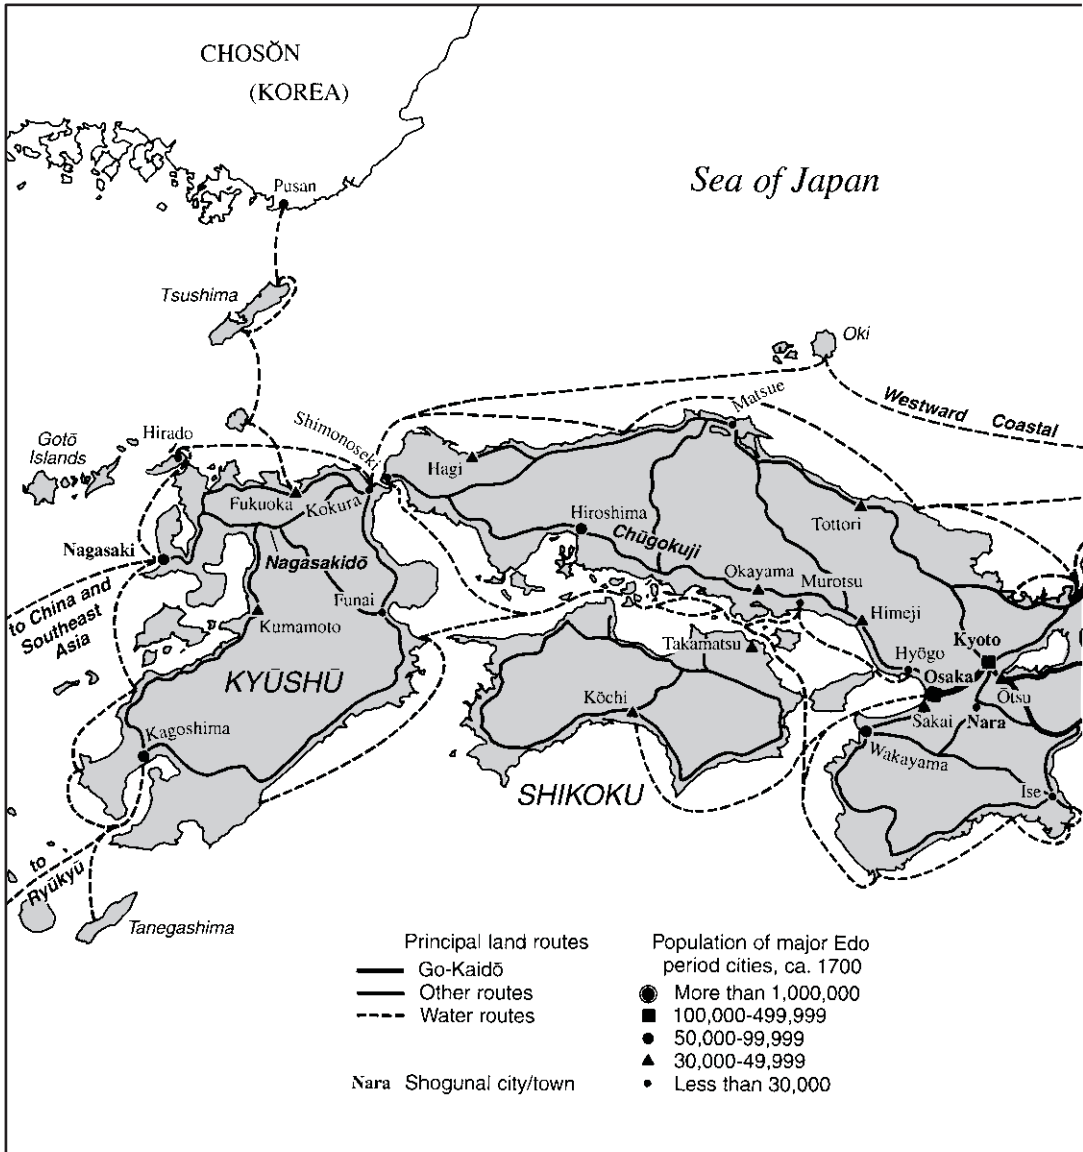 CHOSŎN
(KOREA)
Sea of Japan
Pusan
Tsushima
Oki
Matsue
Westward Coastal
Gotō
Islands
Hirado
Shimonoseki
Hagi
Fukuoka
Kokura
Hiroshima
Chūgokuji
Tottori
Nagasaki
Nagasakidō
Okayama
Murotsu
to China and
Southeast
Asia
Funai
Kumamoto
Himeji
Takamatsu
Kyoto
Hyōgo
Osaka
KYŪSHŪ
Kōchi
Ōtsu
Sakai
Nara
Kagoshima
Wakayama
SHIKOKU
Ise
to
Ryūkyū
Tanegashima
Principal land routes
Go-Kaidō
Other routes
Water routes
Nara Shogunal city/town
Population of major Edo
period cities, ca. 1700
More than 1,000,000
100,000-499,999
50,000-99,999
30,000-49,999
Less than 30,000